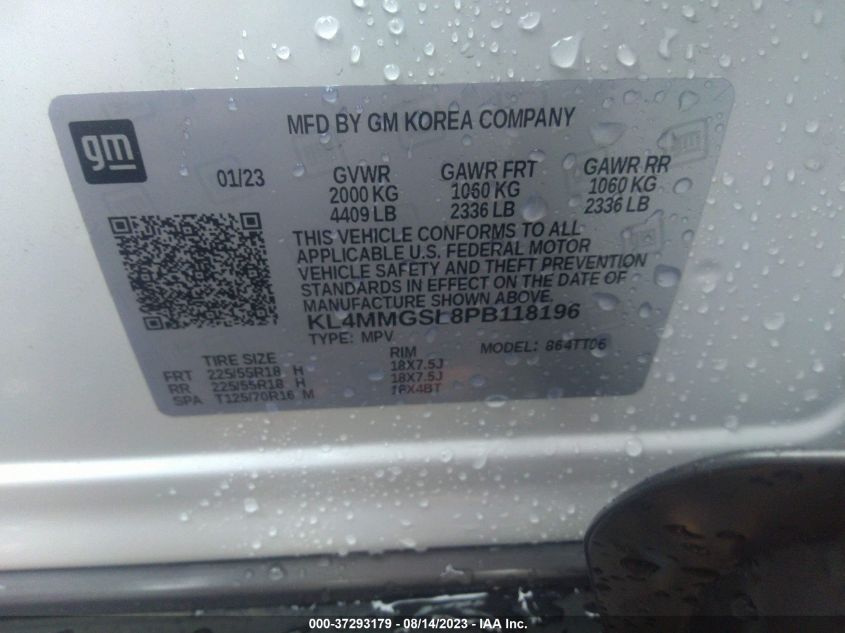 gm
MFD BY GM KOREA COMPANY
01/23 GVWR GAWR FRT GAWR RR
2000 KG 1060 KG 1060 KG
4409 LB 2336 LB 2336 LB
THIS VEHICLE CONFORMS TO ALL
APPLICABLE U.S. FEDERAL MOTOR
VEHICLE SAFETY AND THEFT PREVENTION
STANDARDS IN EFFECT ON THE DATE OF
MANUFACTURE SHOWN ABOVE.
KL4MMGSL8PB118196
TYPE: MPV MODEL: 864TT06
TIRE SIZE RIM
FRT 225/55R18 H 18X7.5J
RR 225/55R18 H 18X7.5J
SPA T125/70R16 M 16X4BT
000-37293179 - 08/14/2023 - IAA Inc.